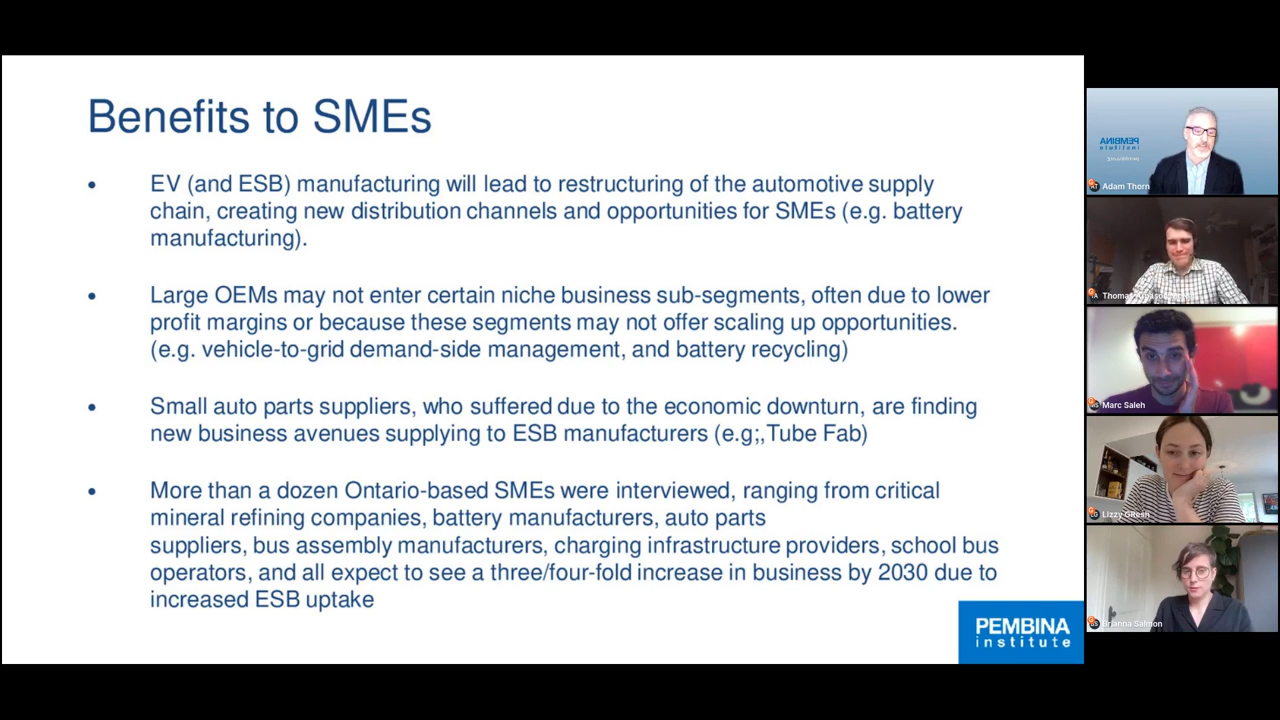 Benefits to SMEs
• EV (and ESB) manufacturing will lead to restructuring of the automotive supply
chain, creating new distribution channels and opportunities for SMEs (e.g. battery
manufacturing).
• Large OEMs may not enter certain niche business sub-segments, often due to lower
profit margins or because these segments may not offer scaling up opportunities.
(e.g. vehicle-to-grid demand-side management, and battery recycling)
• Small auto parts suppliers, who suffered due to the economic downturn, are finding
new business avenues supplying to ESB manufacturers (e.g;,Tube Fab)
• More than a dozen Ontario-based SMEs were interviewed, ranging from critical
mineral refining companies, battery manufacturers, auto parts
suppliers, bus assembly manufacturers, charging infrastructure providers, school bus
operators, and all expect to see a three/four-fold increase in business by 2030 due to
increased ESB uptake
PEMBINA
institute
PEMBINA
institute
Adam Thorn
Marc Saleh
Lizzy
Brianna Salmon